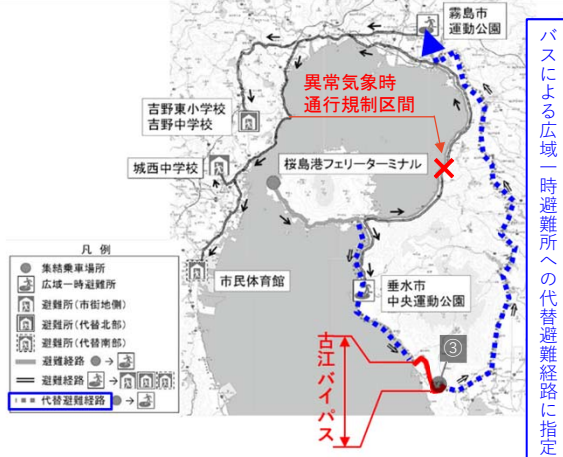 霧島市
運動公園
異常気象時
通行規制区間
吉野東小学校
吉野中学校
城西中学校
桜島港フェリーターミナル
市民体育館
垂水市
中央運動公園
③
古江バイパス
バスによる広域一時避難所への代替避難経路に指定
凡例
集結乗車場所
広域一時避難所
避難所(市街地側)
避難所(代替北部)
避難所(代替南部)
避難経路 →
避難経路 →
代替避難経路 →